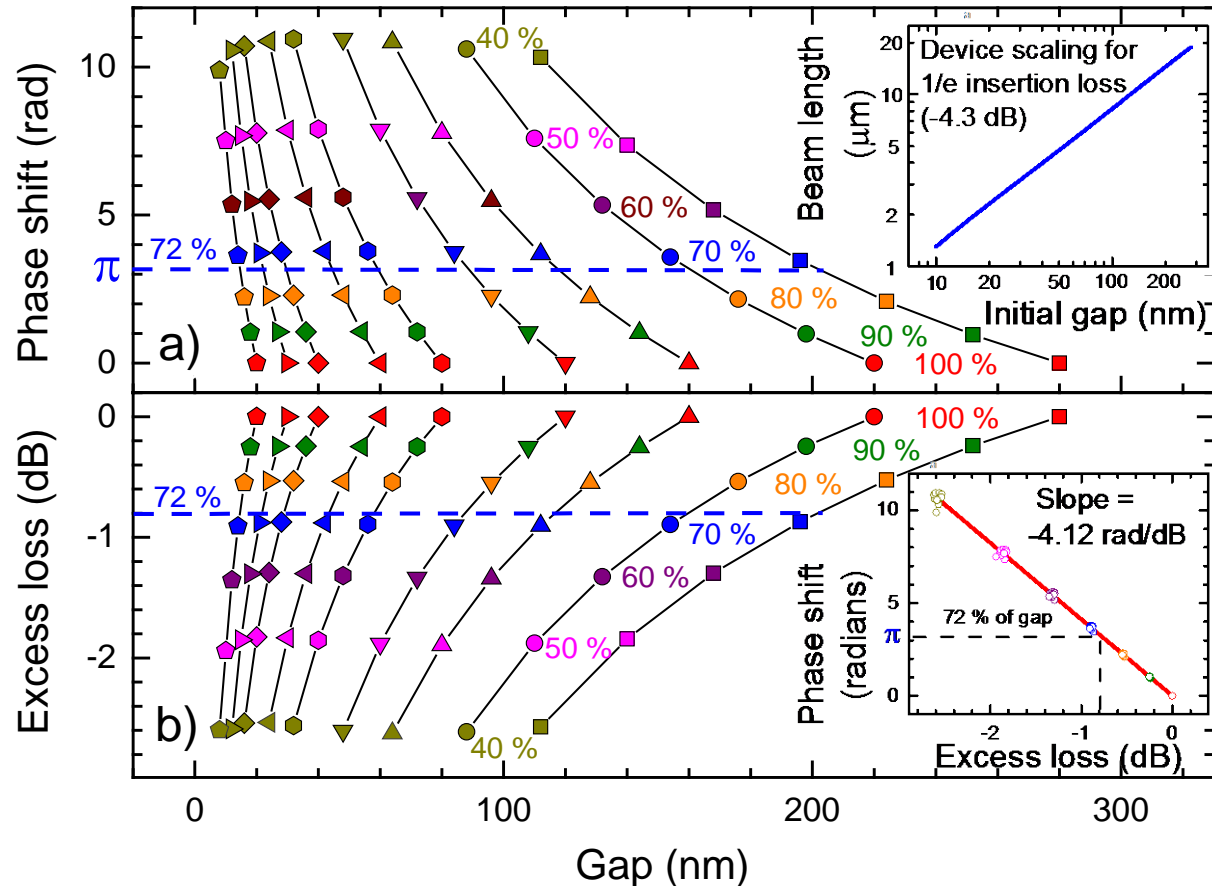 Phase shift (rad)
10
5
π
0
72 %
a)
40 %
50 %
60 %
70 %
80 %
90 %
100 %
Beam length
(μm)
20
10
2
1
Device scaling for
1/e insertion loss
(-4.3 dB)
10 20 100 200
Initial gap (nm)
Excess loss (dB)
0
-1
-2
72 %
b)
100 %
90 %
80 %
70 %
60 %
50 %
40 %
Phase shift
(radians)
10
5
π
0
Slope =
-4.12 rad/dB
72 % of gap
-2 -1 0
Excess loss (dB)
0 100 200 300
Gap (nm)